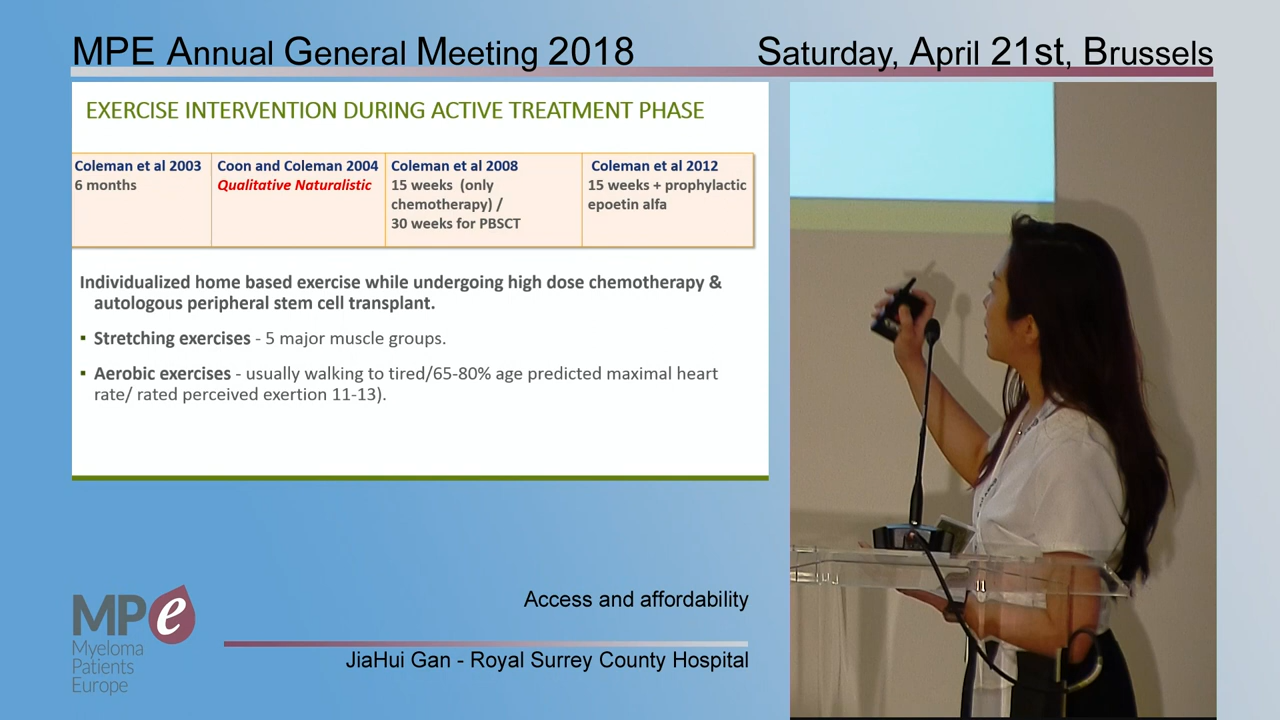 MPE Annual General Meeting 2018
Saturday, April 21st, Brussels
EXERCISE INTERVENTION DURING ACTIVE TREATMENT PHASE
Coleman et al 2003
6 months
Coon and Coleman 2004
Qualitative Naturalistic
Coleman et al 2008
15 weeks (only
chemotherapy) /
30 weeks for PBSCT
Coleman et al 2012
15 weeks + prophylactic
epoetin alfa
Individualized home based exercise while undergoing high dose chemotherapy &
autologous peripheral stem cell transplant.
▪ Stretching exercises - 5 major muscle groups.
▪ Aerobic exercises - usually walking to tired/65-80% age predicted maximal heart
rate/ rated perceived exertion 11-13).
Access and affordability
JiaHui Gan - Royal Surrey County Hospital
MPe
Myeloma
Patients
Europe